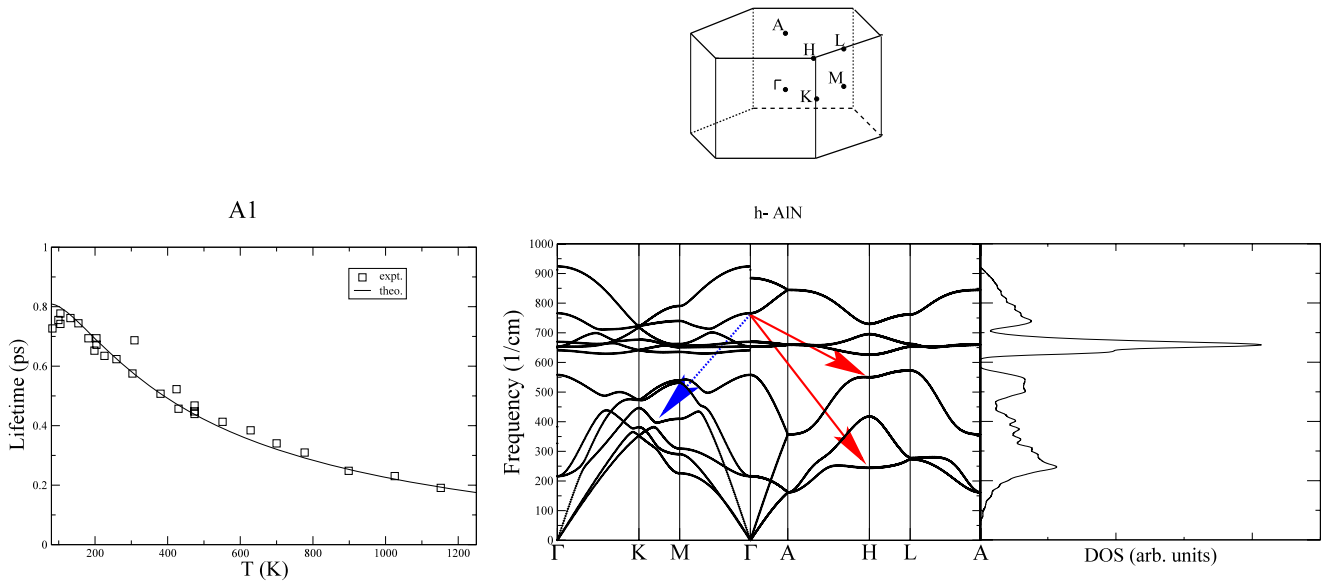 A
L
H
Γ
M
K
A1
h- AlN
1
0.8
0.6
0.4
0.2
0
Lifetime (ps)
expt.
theo.
200 400 600 800 1000 1200
T (K)
1000
900
800
700
600
500
400
300
200
100
0
Frequency (1/cm)
Γ K M Γ A H L A
DOS (arb. units)